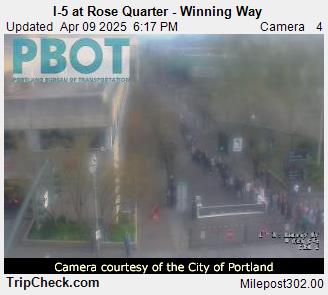 I-5 at Rose Quarter - Winning Way
Updated Apr 09 2025 6:17 PM Camera 4
PBOT
PORTLAND BUREAU OF TRANSPORTATION
Camera courtesy of the City of Portland
TripCheck.com Milepost302.00